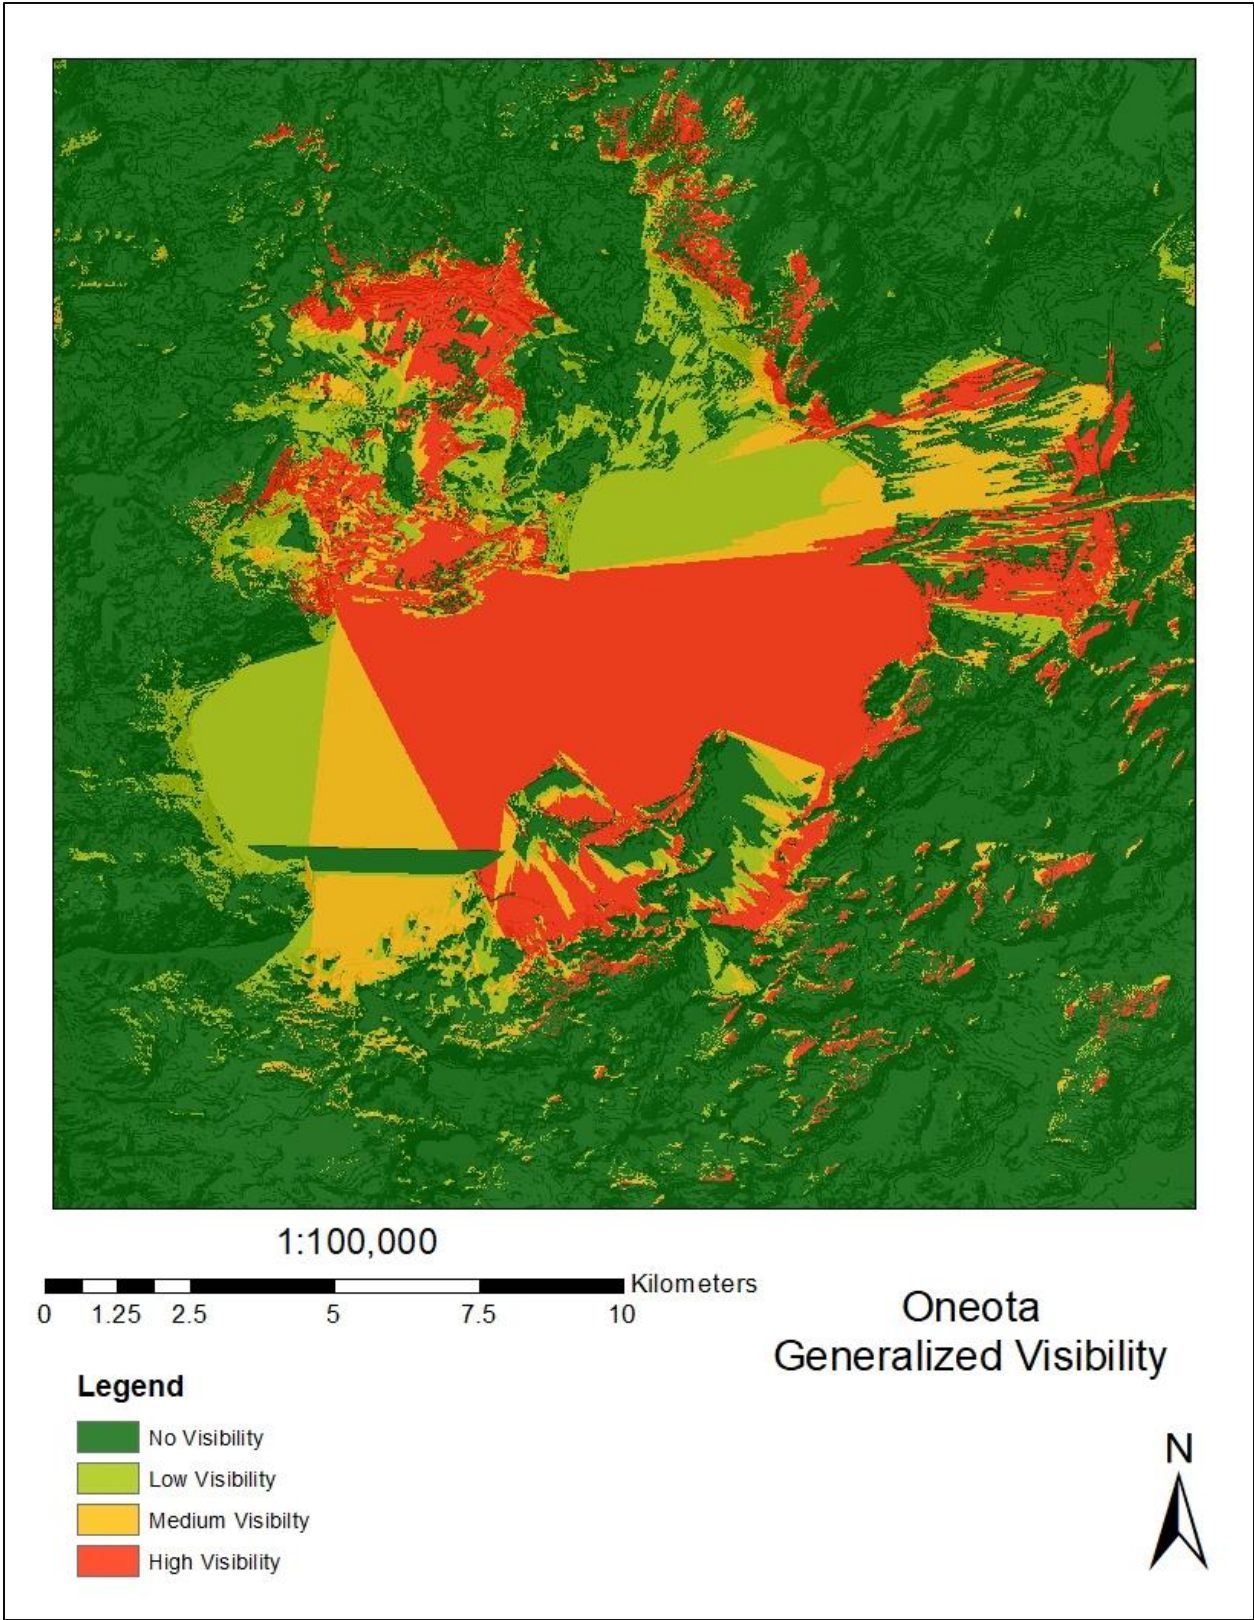 1:100,000
Kilometers
0 1.25 2.5 5 7.5 10
Oneota
Generalized Visibility
Legend
No Visibility
Low Visibility
Medium Visibilty
High Visibility
N